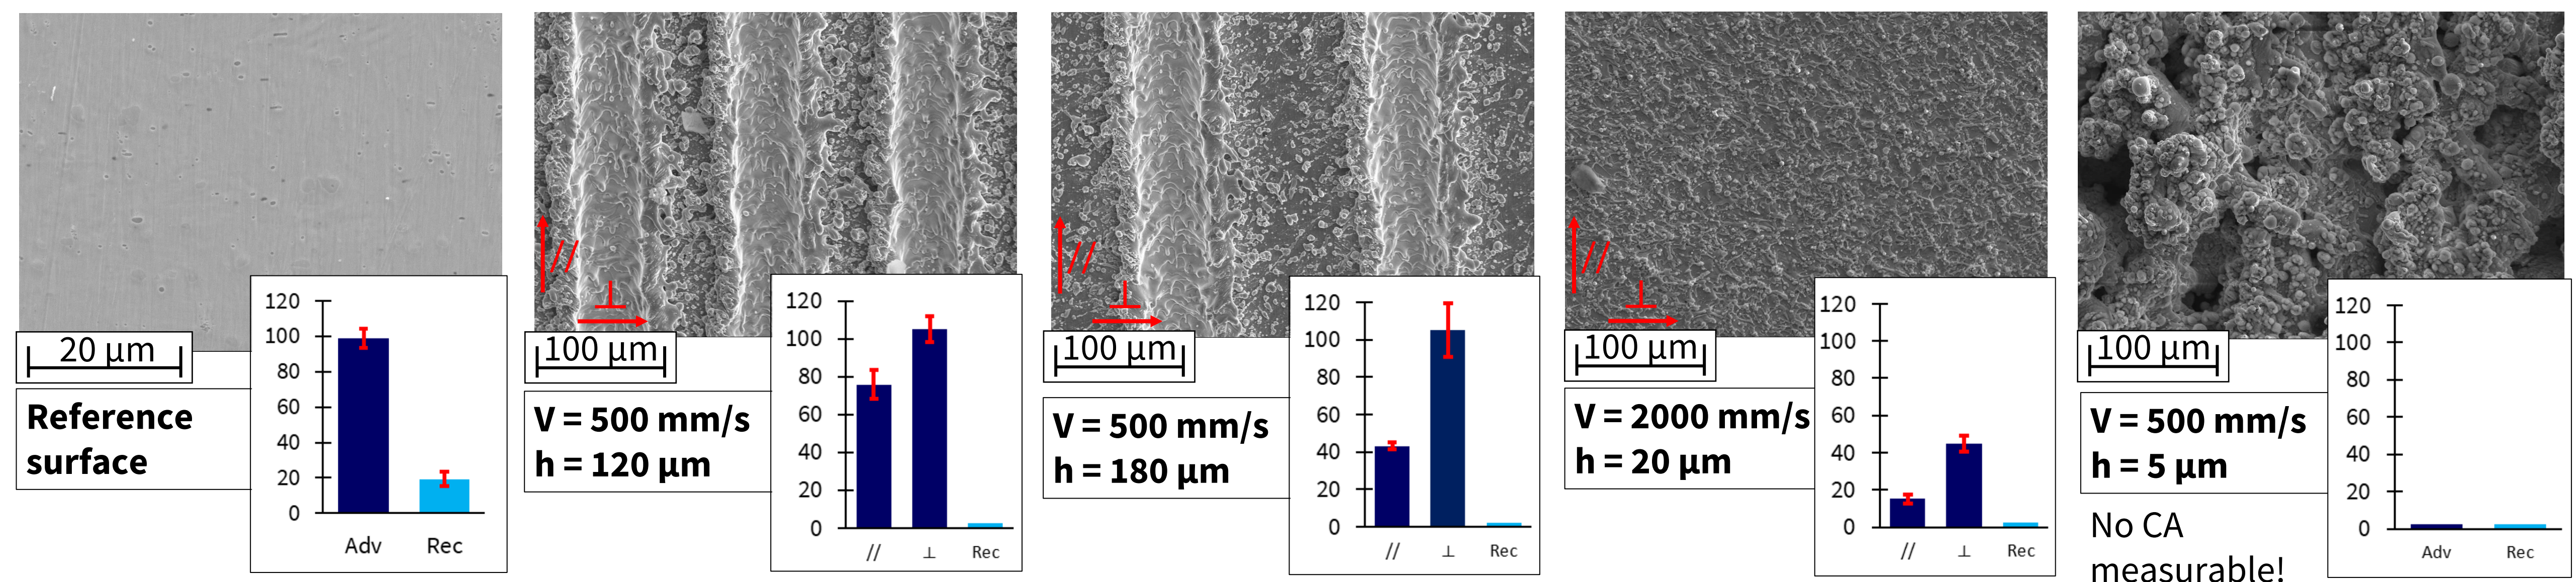 120
100
80
60
40
20
0
Adv Rec
20 µm
Reference
surface
//
⊥
120
100
80
60
40
20
0
// ⊥ Rec
100 µm
V = 500 mm/s
h = 120 µm
//
⊥
120
100
80
60
40
20
0
// ⊥ Rec
100 µm
V = 500 mm/s
h = 180 µm
//
⊥
120
100
80
60
40
20
0
// ⊥ Rec
100 µm
V = 2000 mm/s
h = 20 µm
120
100
80
60
40
20
0
Adv Rec
100 µm
V = 500 mm/s
h = 5 µm
No CA
measurable!